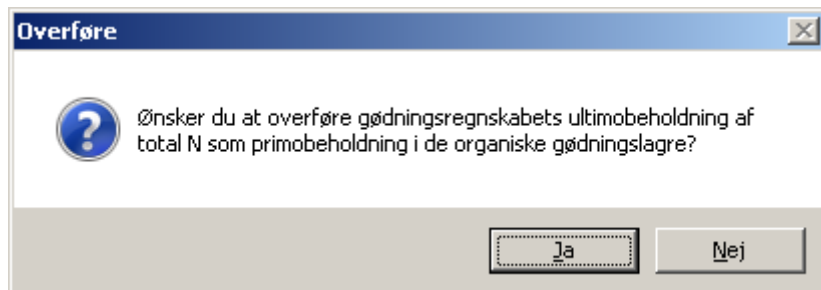 Overføre
Ønsker du at overføre gødningsregnskabets ultimobeholdning af
total N som primobeholdning i de organiske gødningslagre?
Ja
Nej